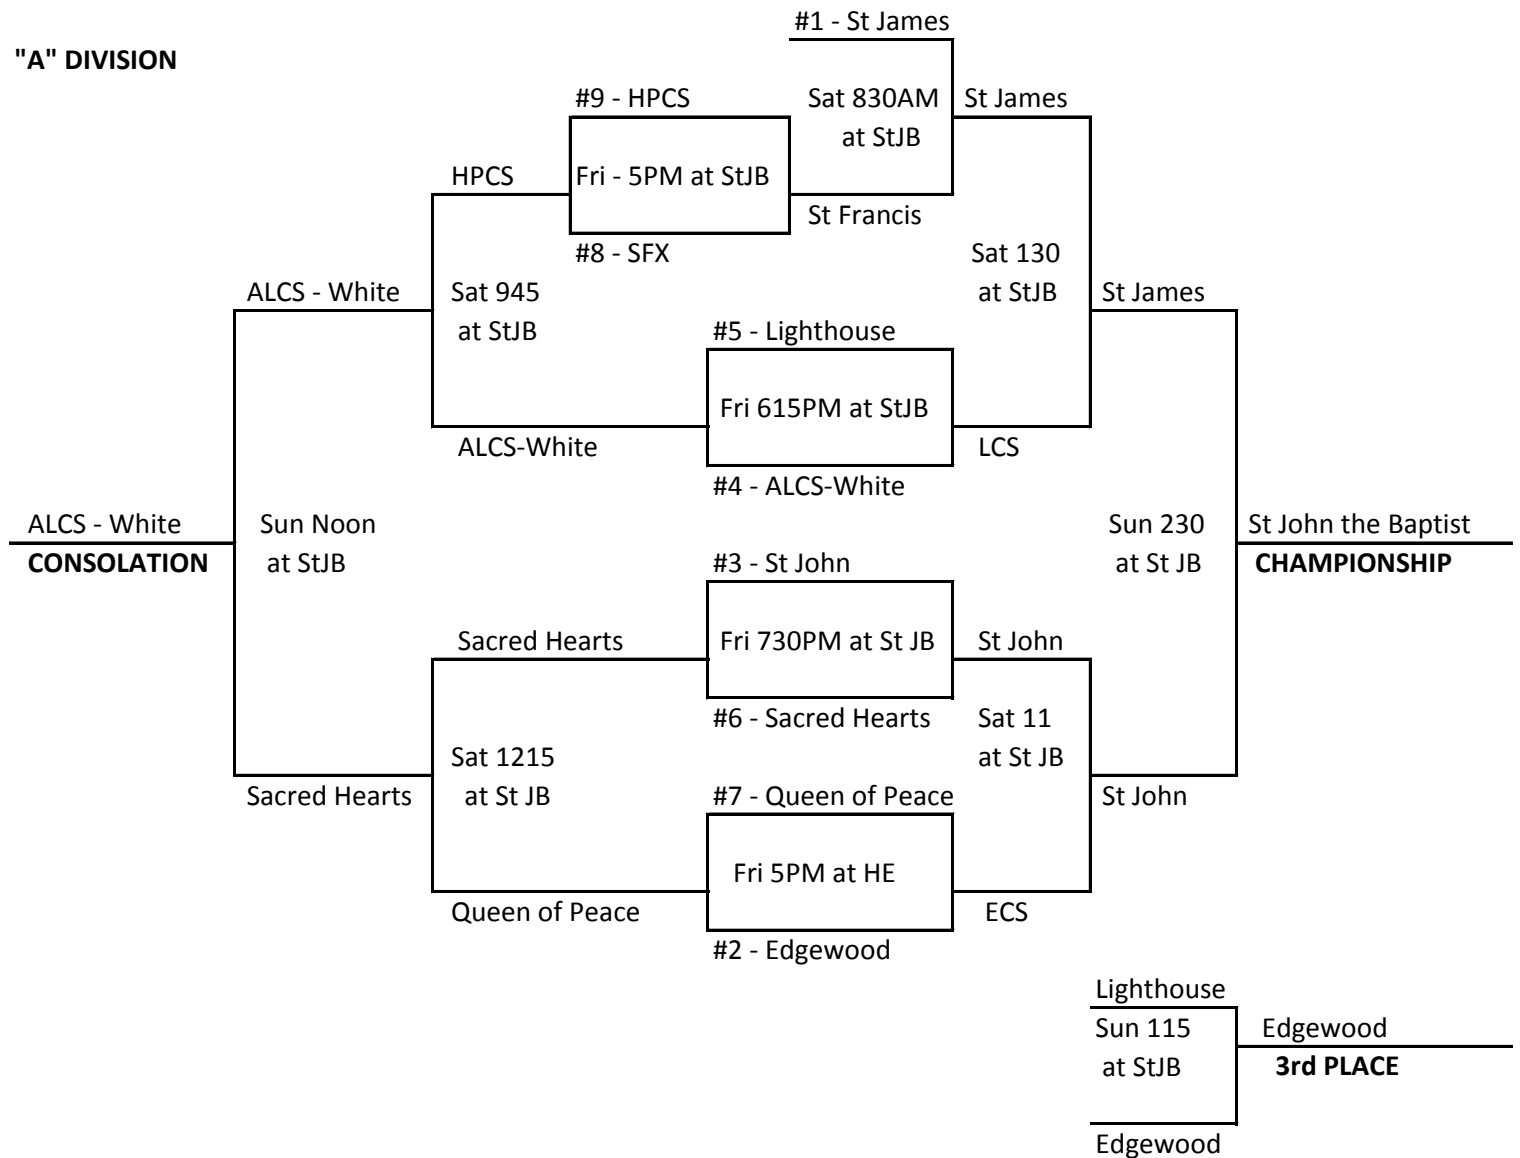 #1 - St James
"A" DIVISION
#9 - HPCS
Sat 830AM
at StJB
St James
HPCS
Fri - 5PM at StJB
St Francis
#8 - SFX
Sat 130
at StJB
ALCS - White
Sat 945
at StJB
St James
#5 - Lighthouse
Fri 615PM at StJB
ALCS-White
LCS
#4 - ALCS-White
ALCS - White
CONSOLATION
Sun Noon
at StJB
Sun 230
at St JB
St John the Baptist
CHAMPIONSHIP
#3 - St John
Sacred Hearts
Fri 730PM at St JB
St John
#6 - Sacred Hearts
Sat 11
at St JB
Sat 1215
at St JB
Sacred Hearts
#7 - Queen of Peace
St John
Fri 5PM at HE
Queen of Peace
ECS
#2 - Edgewood
Lighthouse
Sun 115
at StJB
Edgewood
3rd PLACE
Edgewood